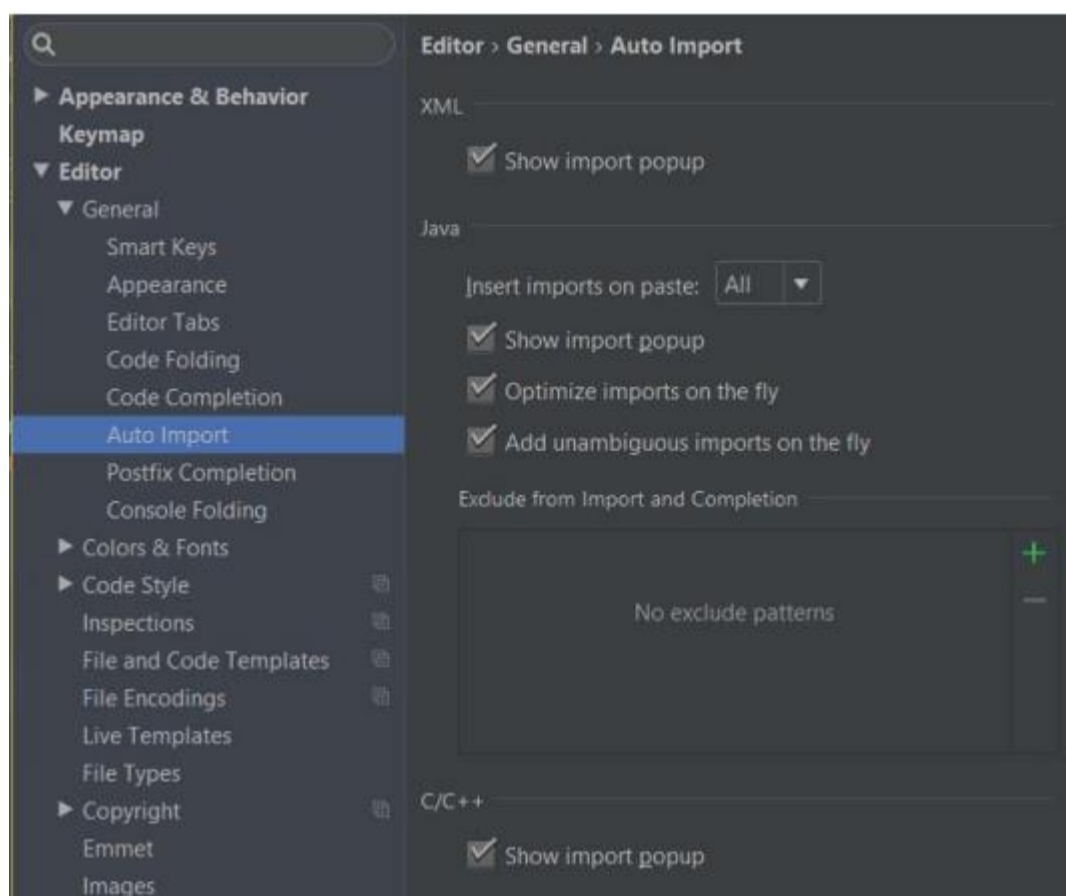 Appearance & Behavior
Keymap
Editor
General
Smart Keys
Appearance
Editor Tabs
Code Folding
Code Completion
Auto Import
Postfix Completion
Console Folding
Colors & Fonts
Code Style
Inspections
File and Code Templates
File Encodings
Live Templates
File Types
Copyright
Emmet
Images
Editor › General › Auto Import
XML
Show import popup
Java
Insert imports on paste: All
Show import popup
Optimize imports on the fly
Add unambiguous imports on the fly
Exclude from Import and Completion
No exclude patterns
C/C++
Show import popup